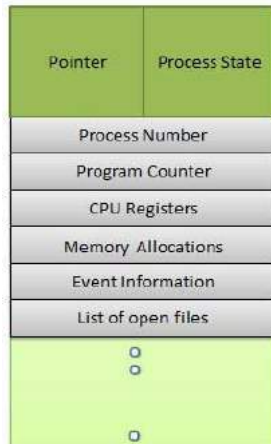 Pointer Process State
Process Number
Program Counter
CPU Registers
Memory Allocations
Event Information
List of open files